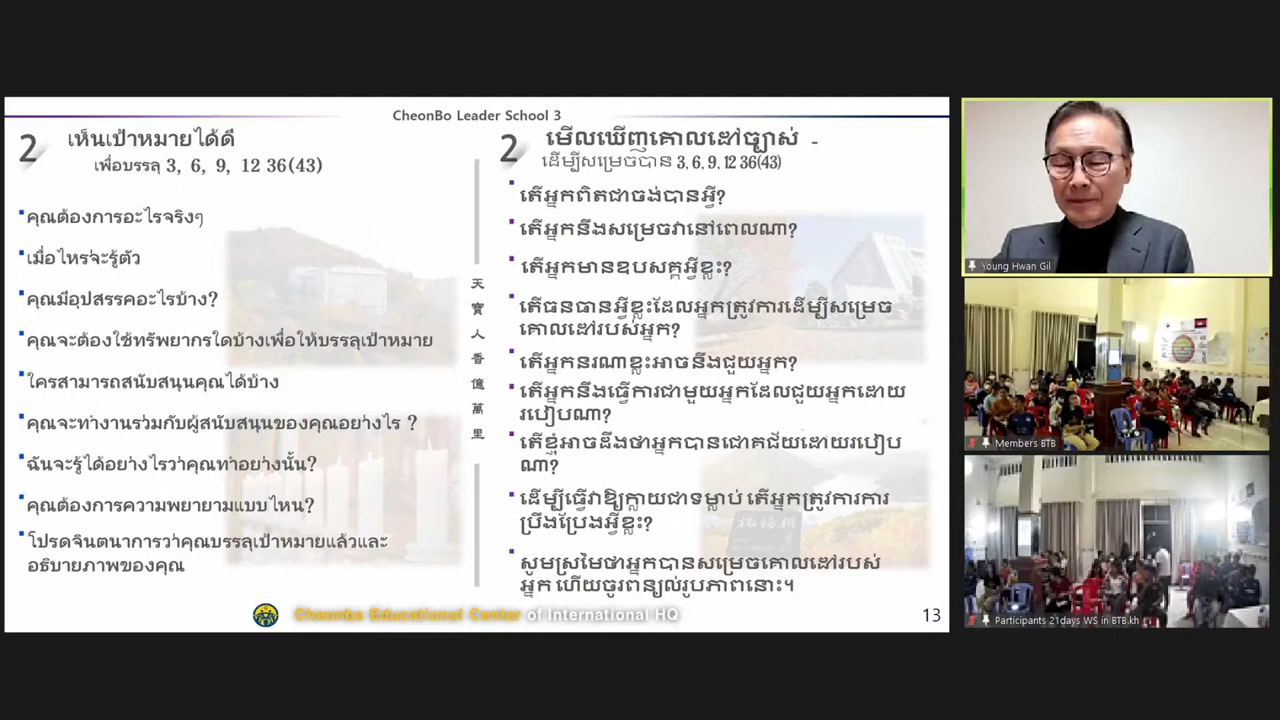 CheonBo Leader School 3
2
เห็นเป้าหมายได้ดี
เพื่อบรรลุ 3, 6, 9, 12 36(43)
คุณต้องการอะไรจริงๆ
เมื่อไหร่จะรู้ตัว
คุณมีอุปสรรคอะไรบ้าง?
คุณจะต้องใช้ทรัพยากรใดบ้างเพื่อให้บรรลุเป้าหมาย
ใครสามารถสนับสนุนคุณได้บ้าง
คุณจะทำงานร่วมกับผู้สนับสนุนของคุณอย่างไร ?
ฉันจะรู้ได้อย่างไรว่าคุณทำอย่างนั้น?
คุณต้องการความพยายามแบบไหน?
โปรดจินตนาการว่าคุณบรรลุเป้าหมายแล้วและ
อธิบายภาพของคุณ
天
寶
人
香
億
萬
里
2
មើលឃើញគោលដៅច្បាស់ -
ដើម្បីសម្រេចបាន 3, 6, 9, 12 36(43)
តើអ្នកពិតជាចង់បានអ្វី?
តើអ្នកនឹងសម្រេចវានៅពេលណា?
តើអ្នកមានឧបសគ្គអ្វីខ្លះ?
តើធនធានអ្វីខ្លះដែលអ្នកត្រូវការដើម្បីសម្រេច
គោលដៅរបស់អ្នក?
តើអ្នកនរណាខ្លះអាចនឹងជួយអ្នក?
តើអ្នកនឹងធ្វើការជាមួយអ្នកដែលជួយអ្នកដោយ
របៀបណា?
តើខ្ញុំអាចដឹងថាអ្នកបានជោគជ័យដោយរបៀប
ណា?
ដើម្បីធ្វើវាឱ្យក្លាយជាទម្លាប់ តើអ្នកត្រូវការការ
ប្រឹងប្រែងអ្វីខ្លះ?
សូមស្រមៃថាអ្នកបានសម្រេចគោលដៅរបស់
អ្នក ហើយចូរពន្យល់រូបភាពនោះ។
Cheonbo Educational Center of International HQ
13
Young Hwan Gil
Members BTB
Participants 21days WS in BTB.kh